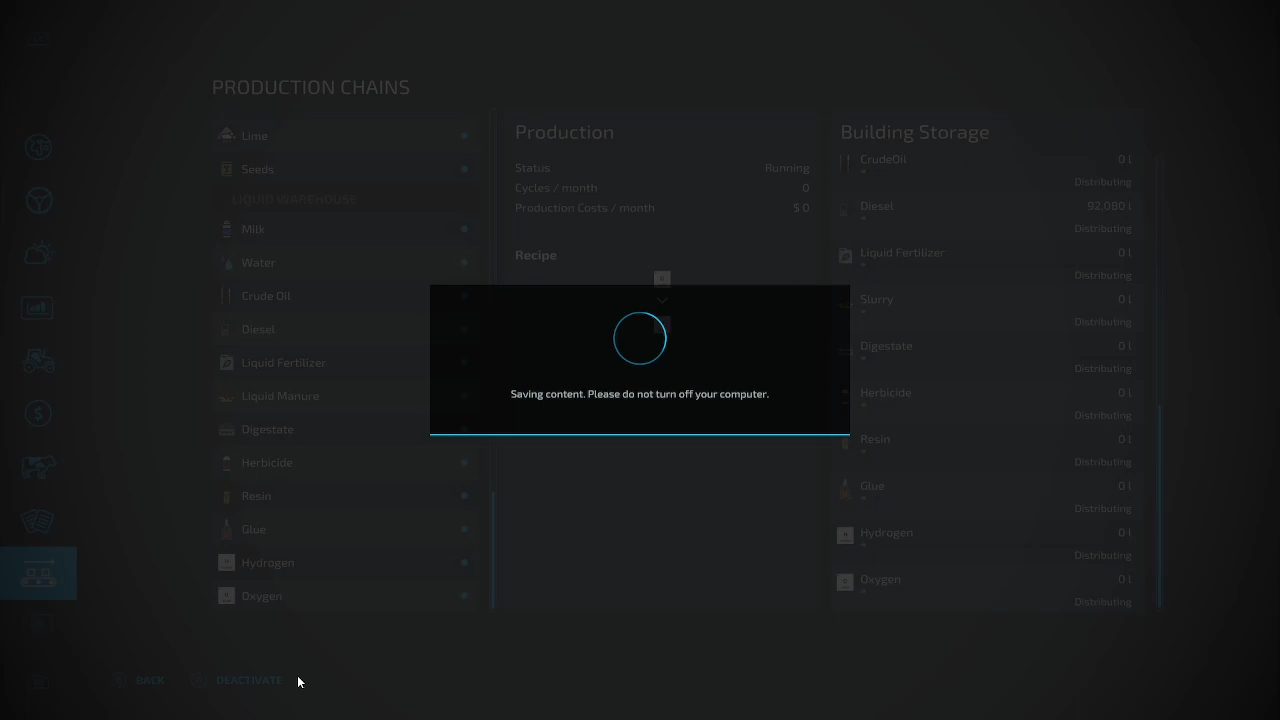 PRODUCTION CHAINS
Lime
Seeds
LIQUID WAREHOUSE
Milk
Water
Crude Oil
Diesel
Liquid Fertilizer
Liquid Manure
Digestate
Herbicide
Resin
Glue
Hydrogen
Oxygen
Production
Status Running
Cycles / month 0
Production Costs / month $ 0
Recipe
Saving content. Please do not turn off your computer.
Building Storage
CrudeOil 0 l
Distributing
Diesel 92,080 l
Distributing
Liquid Fertilizer 0 l
Distributing
Slurry 0 l
Distributing
Digestate 0 l
Distributing
Herbicide 0 l
Distributing
Resin 0 l
Distributing
Glue 0 l
Distributing
Hydrogen 0 l
Distributing
Oxygen 0 l
Distributing
BACK
DEACTIVATE